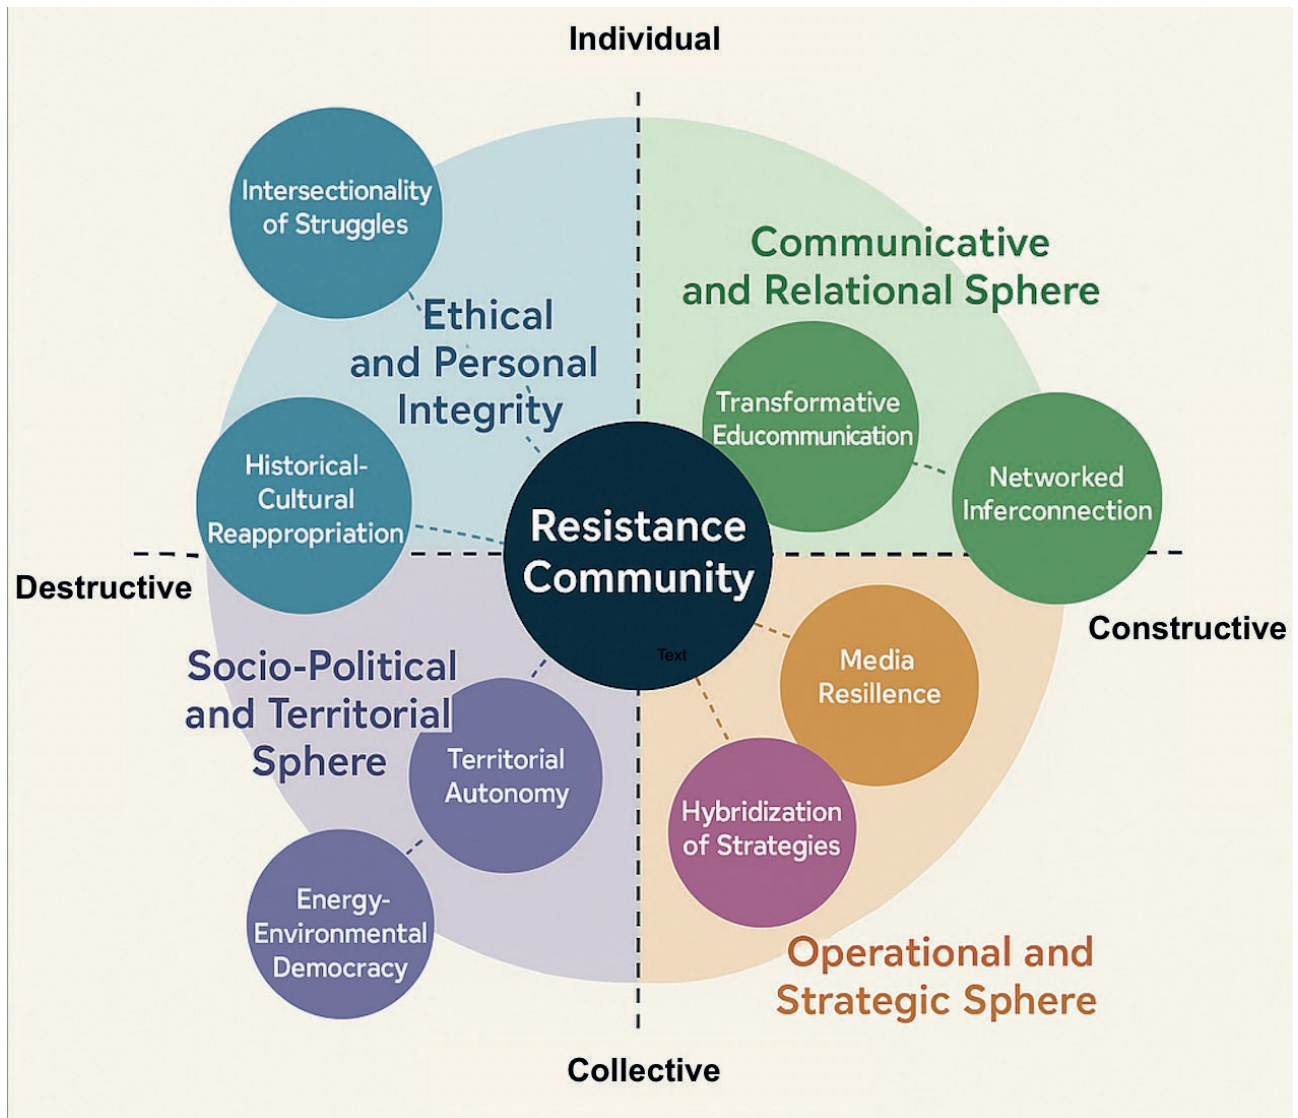 Individual
Intersectionality
of Struggles
Communicative
and Relational Sphere
Ethical
and Personal
Integrity
Transformative
Educommunication
Networked
Inferconnection
Historical-
Cultural
Reappropriation
Resistance
Community
Text
Destructive
Constructive
Socio-Political
and Territorial
Sphere
Media
Resillence
Territorial
Autonomy
Hybridization
of Strategies
Energy-
Environmental
Democracy
Operational and
Strategic Sphere
Collective